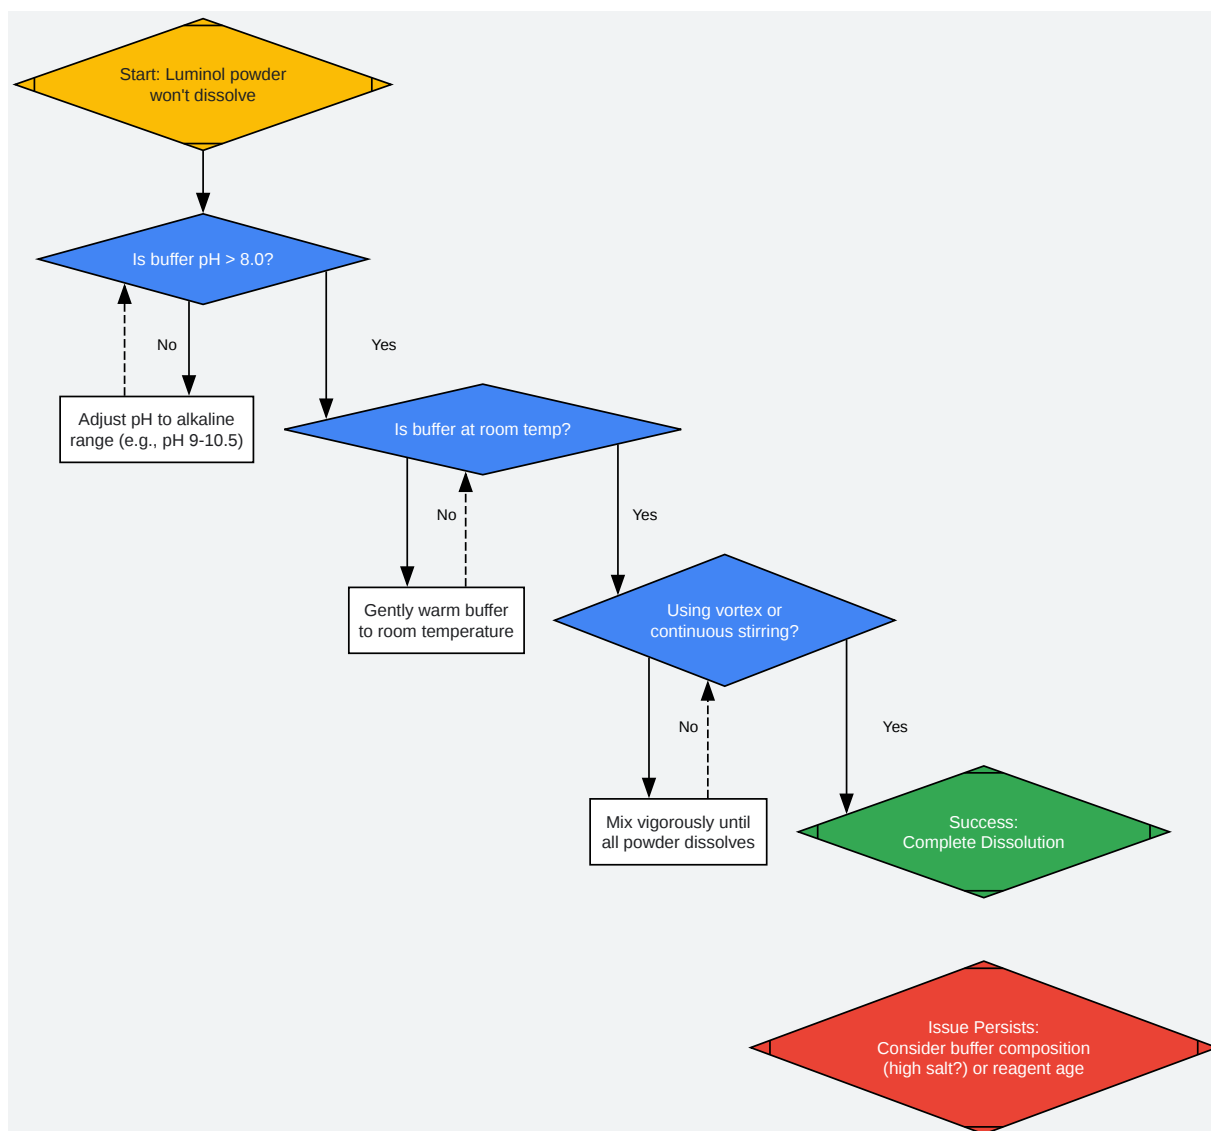 Start: Luminol powder
won't dissolve
Is buffer pH > 8.0?
No
Yes
Adjust pH to alkaline
range (e.g., pH 9-10.5)
Is buffer at room temp?
No
Yes
Gently warm buffer
to room temperature
Using vortex or
continuous stirring?
No
Yes
Mix vigorously until
all powder dissolves
Success:
Complete Dissolution
Issue Persists:
Consider buffer composition
(high salt?) or reagent age